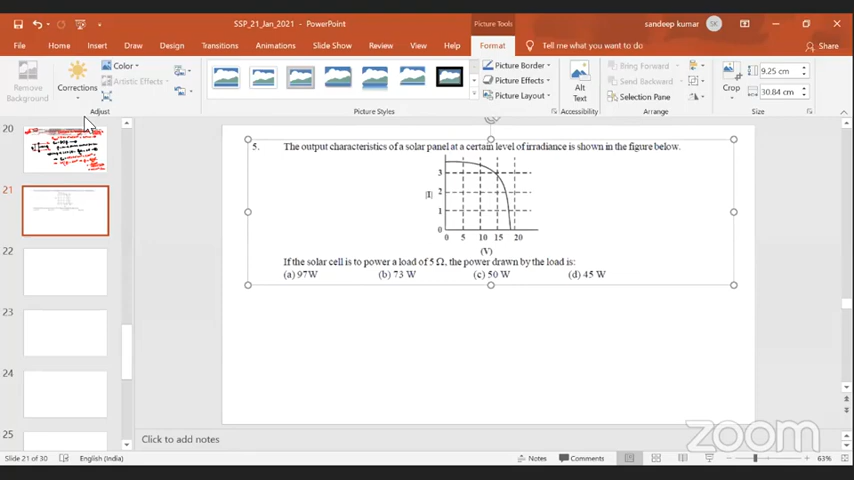 SSP_21_Jan_2021 - PowerPoint
Picture Tools
sandeep kumar
SK
File Home Insert Draw Design Transitions Animations Slide Show Review View Help Format Tell me what you want to do Share
Remove Background
Corrections
Color
Artistic Effects
Adjust
Picture Styles
Picture Border
Picture Effects
Picture Layout
Alt Text
Accessibility
Bring Forward
Send Backward
Selection Pane
Arrange
Crop
9.25 cm
30.84 cm
Size
20
21
22
23
24
25
5. The output characteristics of a solar panel at a certain level of irradiance is shown in the figure below.
3
(I) 2
1
0
0 5 10 15 20
(V)
If the solar cell is to power a load of 5 Ω, the power drawn by the load is:
(a) 97W (b) 73 W (c) 50 W (d) 45 W
Click to add notes
zoom
Slide 21 of 30 English (India) Notes Comments 63%